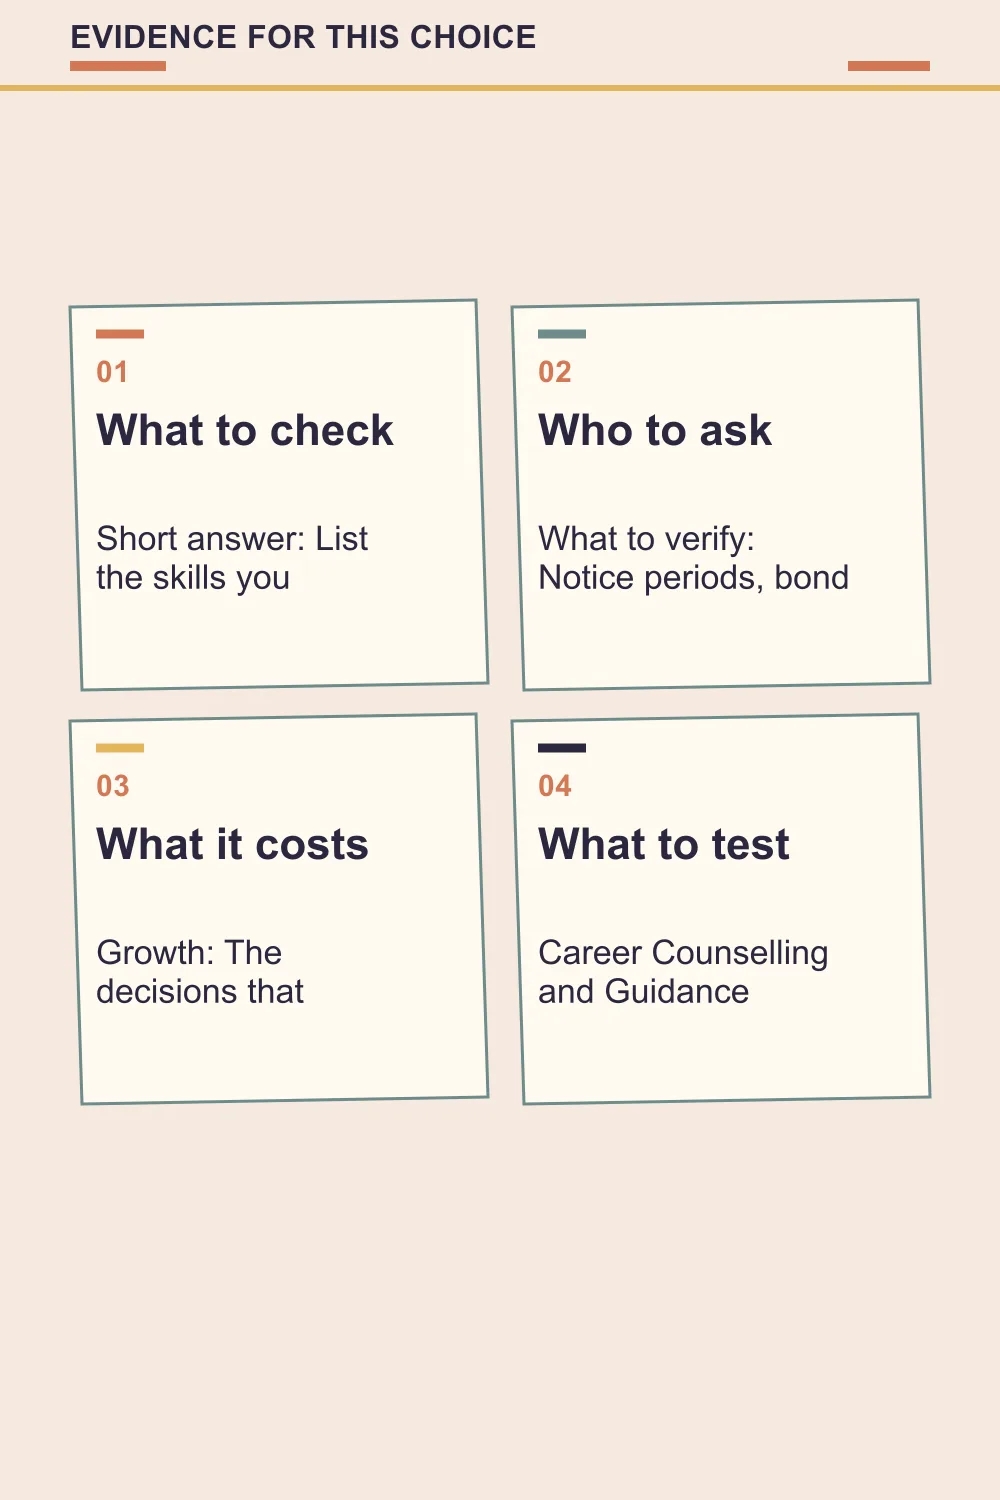 EVIDENCE FOR THIS CHOICE
01
What to check
Short answer: List
the skills you
02
Who to ask
What to verify:
Notice periods, bond
03
What it costs
Growth: The
decisions that
04
What to test
Career Counselling
and Guidance